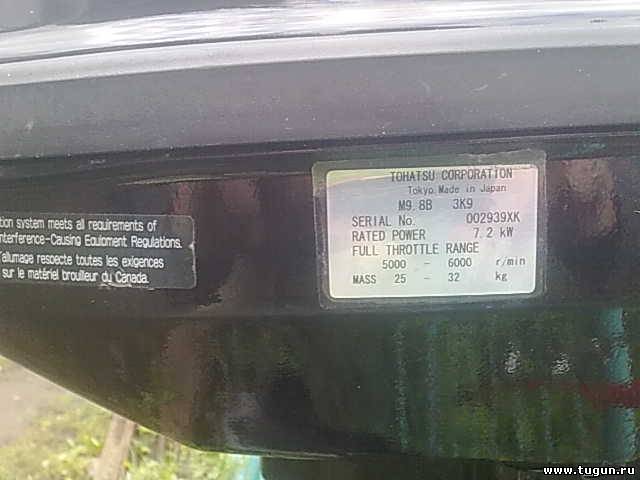 tion system meets all requirements of
nterference-Causing Equipment Regulations.
'allumage respecte toutes les exigences
sur le matériel brouilleur du Canada.
TOHATSU CORPORATION
Tokyo Made in Japan
M9.8B 3K9
SERIAL No. 002939XK
RATED POWER 7.2 kW
FULL THROTTLE RANGE
5000 - 6000 r/min
MASS 25 - 32 kg
www.tugun.ru